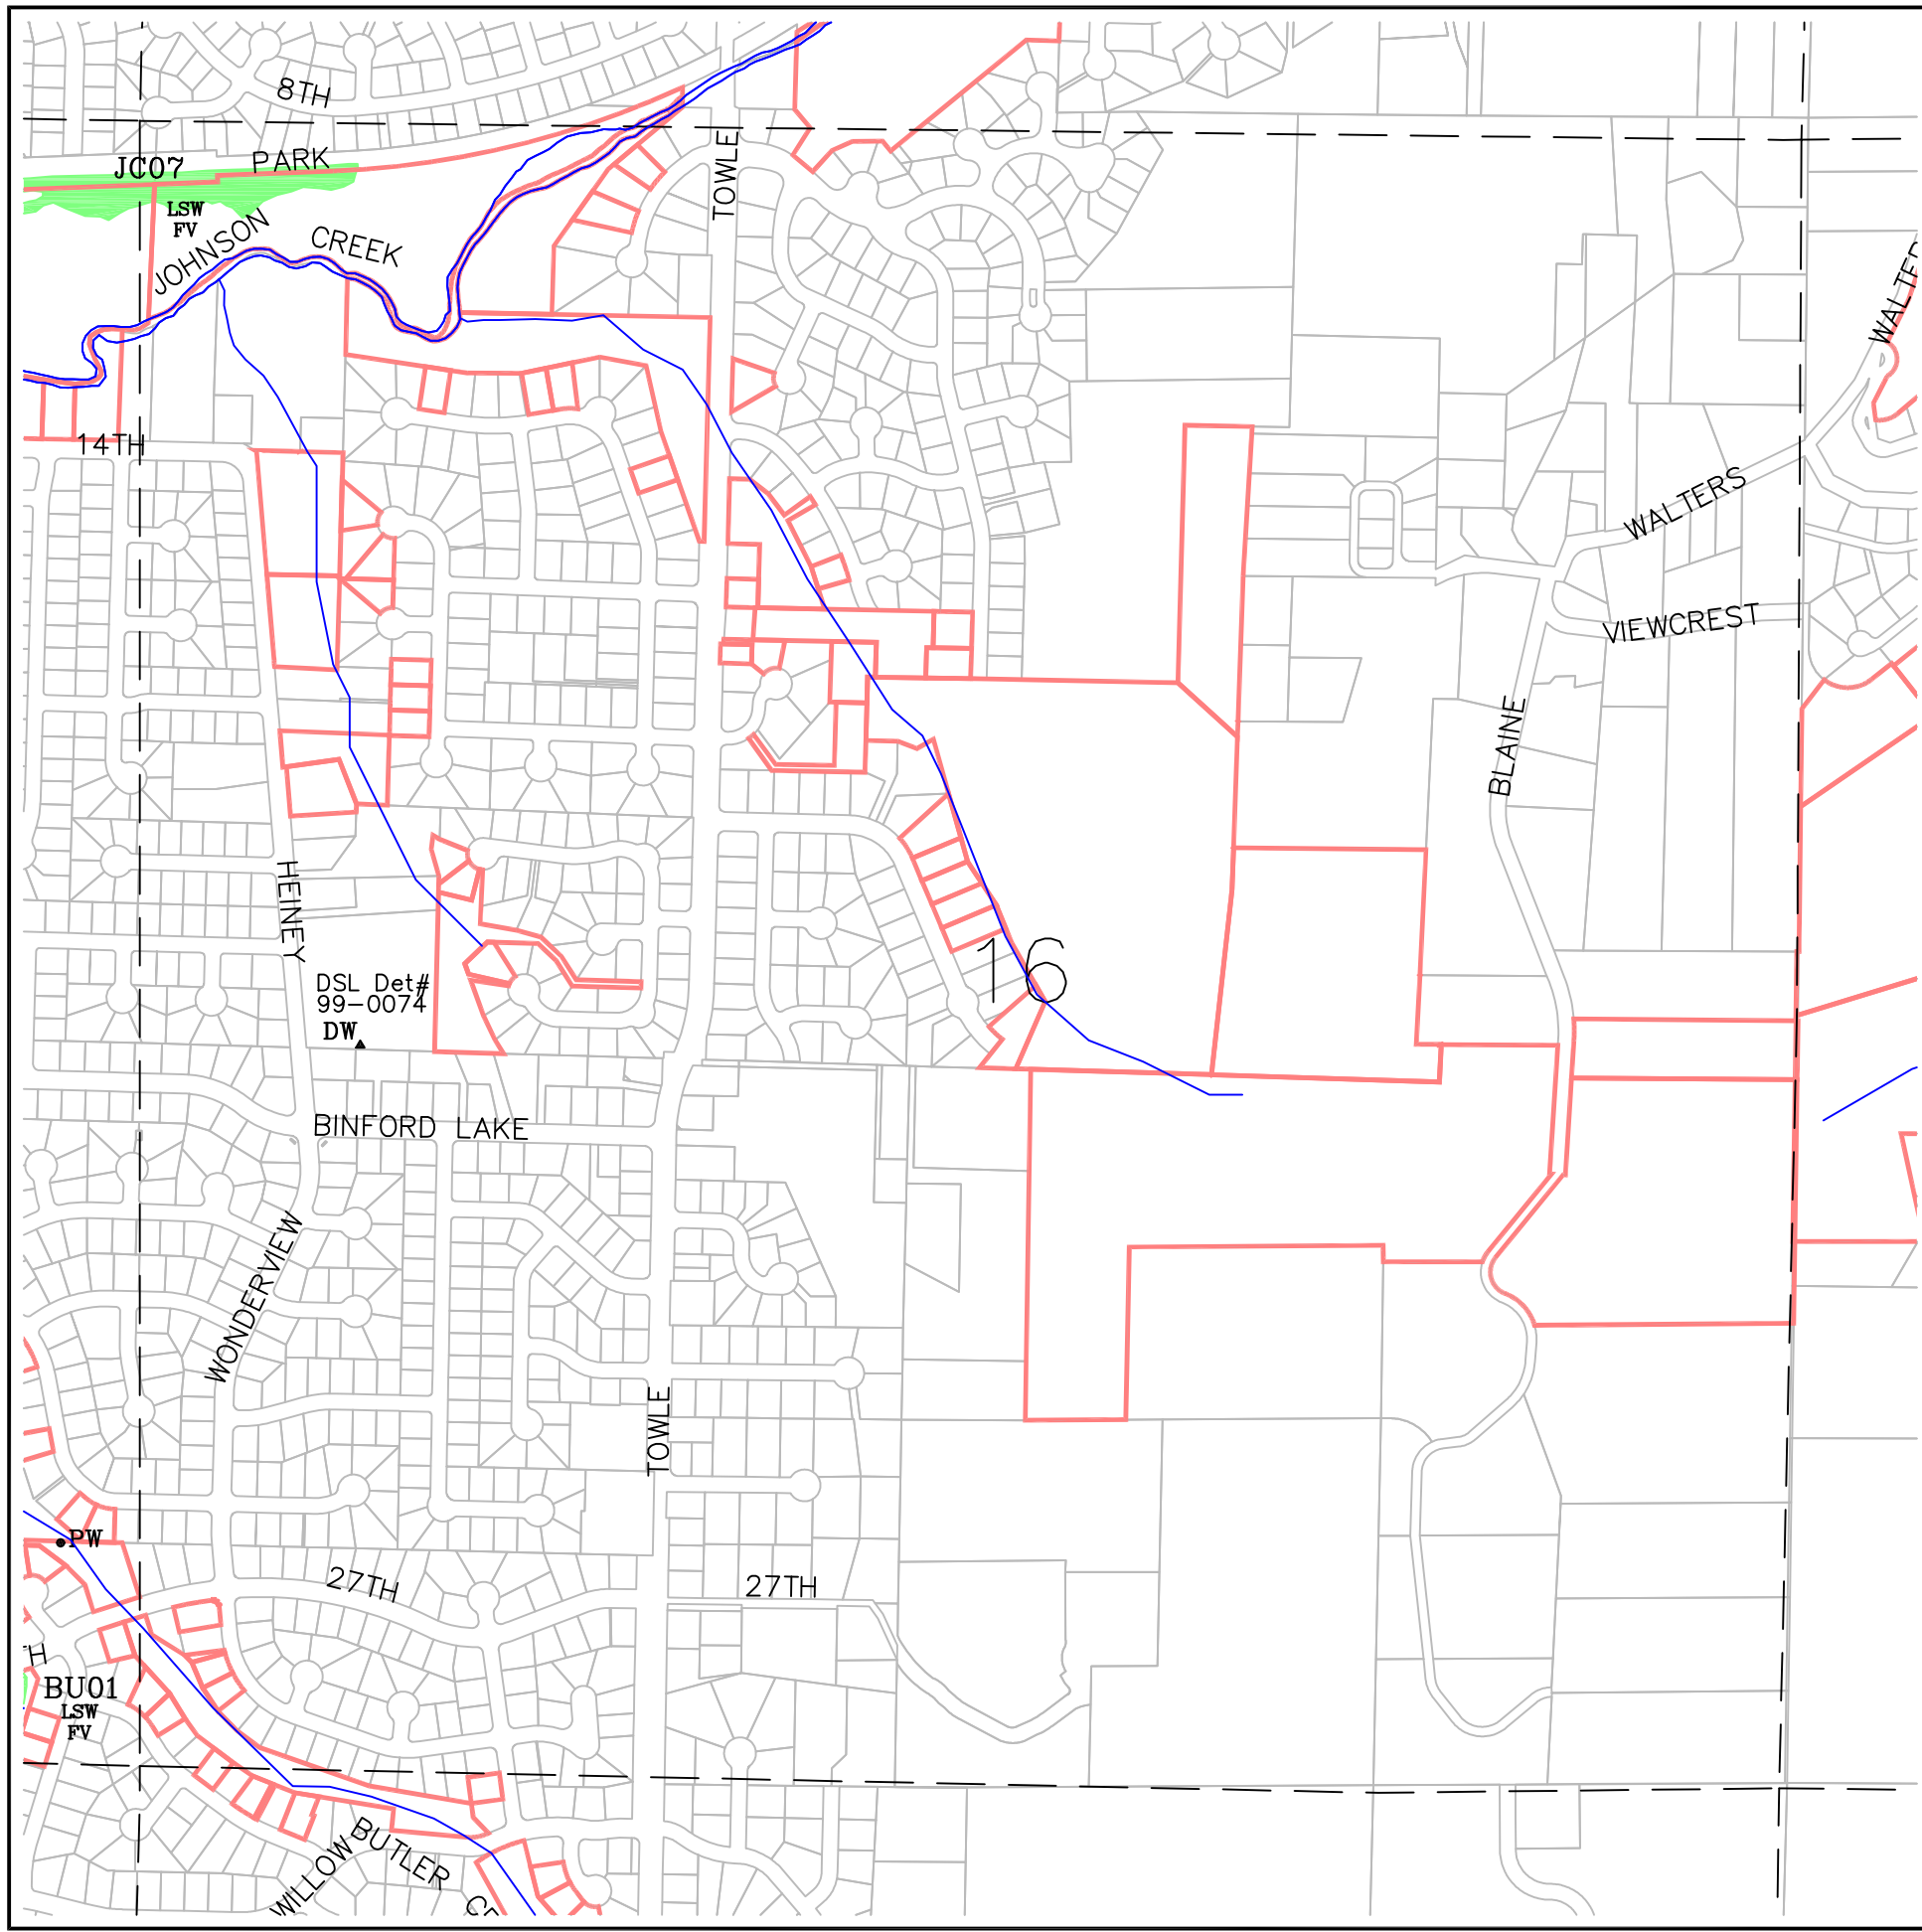 8TH
PARK
JC07
LSW
FV
JOHNSON
CREEK
TOWLE
14TH
WALTERS
VIEWCREST
BLAINE
HEINEY
16
DSL Det#
99-0074
DW
BINFORD LAKE
WONDERVIEW
TOWLE
PW
27TH
27TH
BU01
LSW
FV
WILLOW
BUTLER